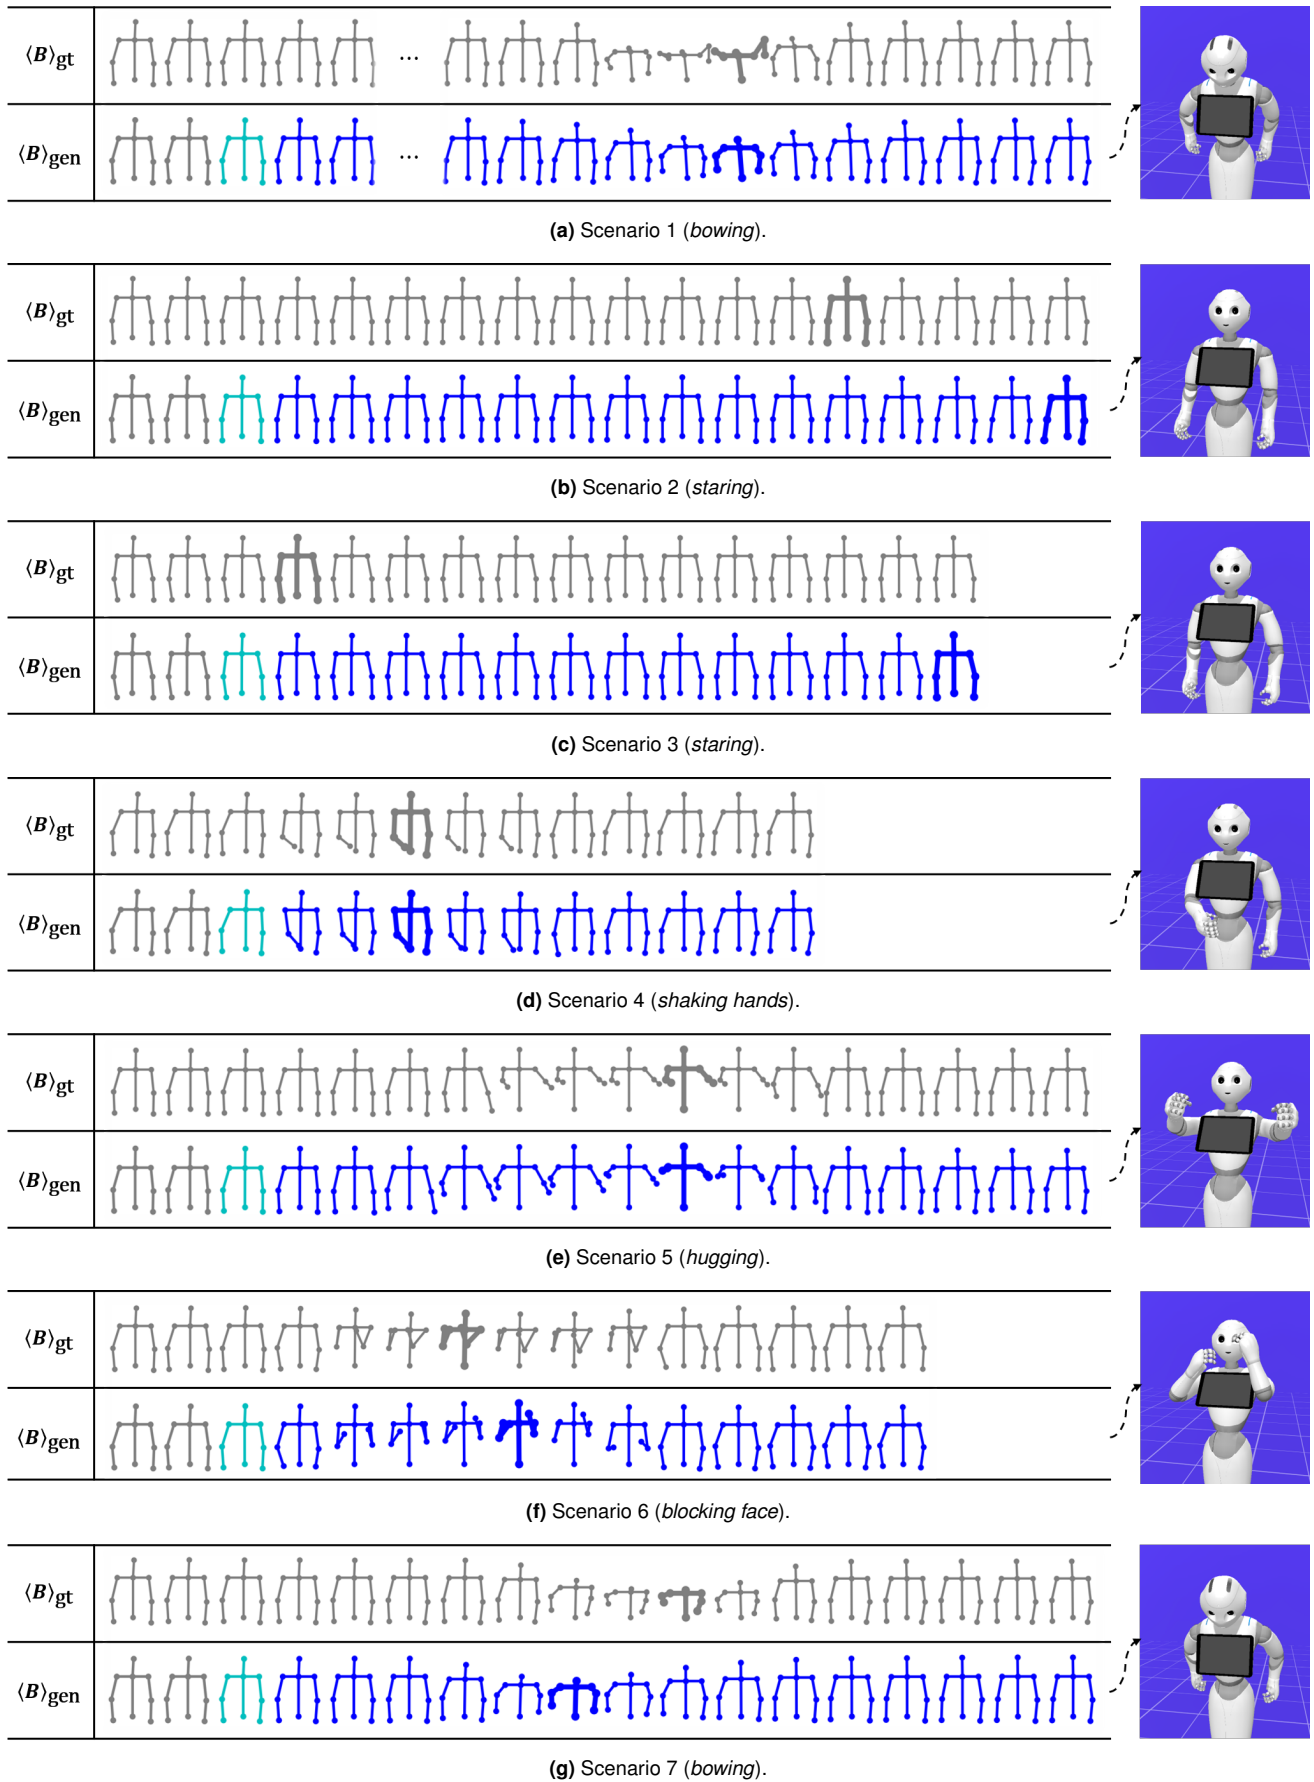 ⟨B⟩gt
...
⟨B⟩gen
...
(a) Scenario 1 (bowing).
⟨B⟩gt
⟨B⟩gen
(b) Scenario 2 (staring).
⟨B⟩gt
⟨B⟩gen
(c) Scenario 3 (staring).
⟨B⟩gt
⟨B⟩gen
(d) Scenario 4 (shaking hands).
⟨B⟩gt
⟨B⟩gen
(e) Scenario 5 (hugging).
⟨B⟩gt
⟨B⟩gen
(f) Scenario 6 (blocking face).
⟨B⟩gt
⟨B⟩gen
(g) Scenario 7 (bowing).